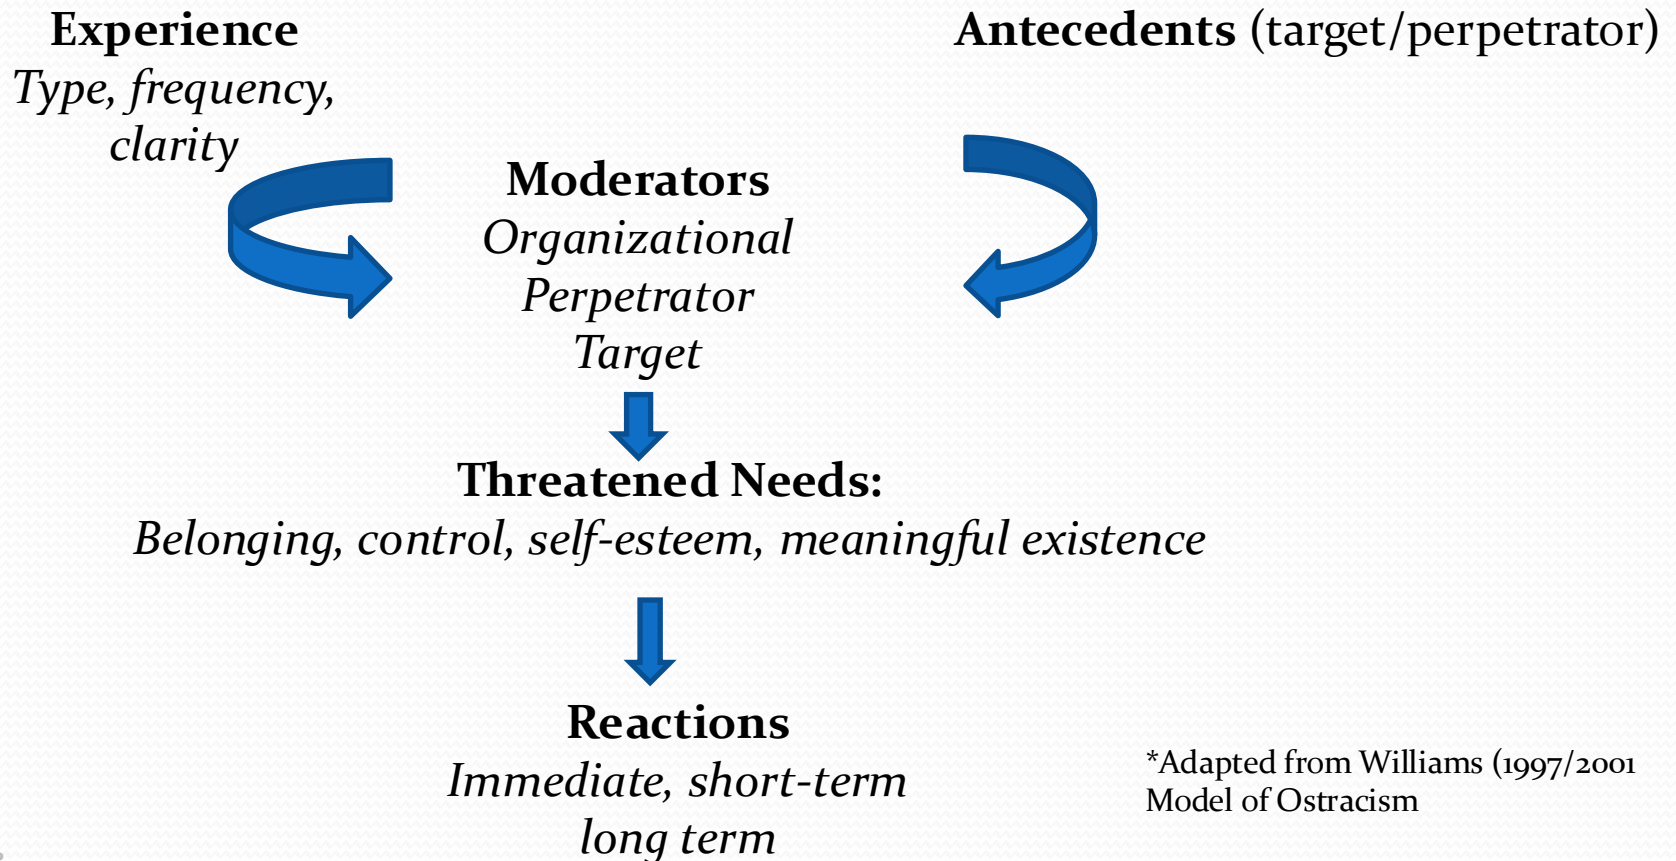 Experience
Type, frequency,
clarity
Antecedents (target/perpetrator)
Moderators
Organizational
Perpetrator
Target
Threatened Needs:
Belonging, control, self-esteem, meaningful existence
Reactions
Immediate, short-term
long term
*Adapted from Williams (1997/2001
Model of Ostracism